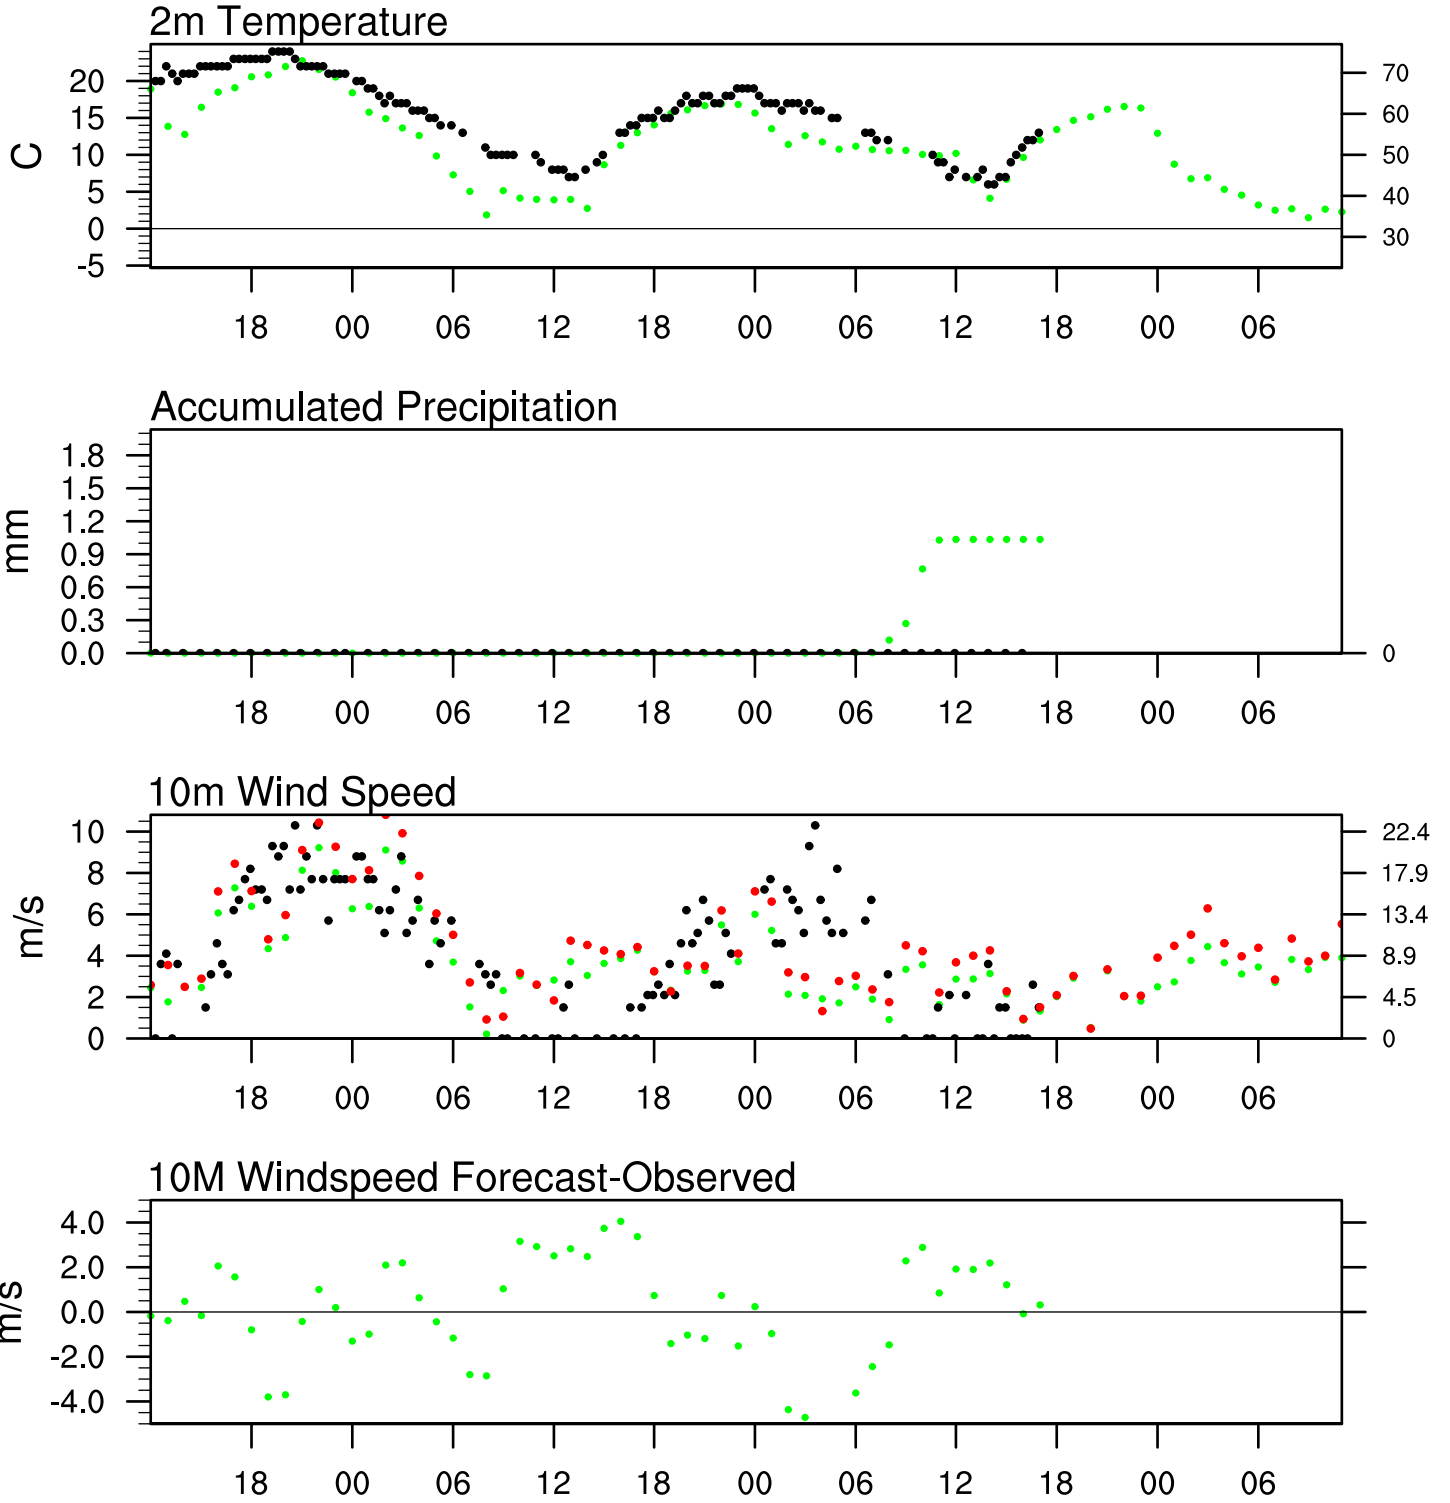 2m Temperature
20 70
15 60
C
10 50
5 40
0 30
-5
18 00 06 12 18 00 06 12 18 00 06
Accumulated Precipitation
1.8
1.5
1.2
mm
0.9
0.6
0.3
0.0 0
18 00 06 12 18 00 06 12 18 00 06
10m Wind Speed
10 22.4
8 17.9
6 13.4
m/s
4 8.9
2 4.5
0 0
18 00 06 12 18 00 06 12 18 00 06
10M Windspeed Forecast-Observed
4.0
2.0
0.0
m/s
-2.0
-4.0
18 00 06 12 18 00 06 12 18 00 06